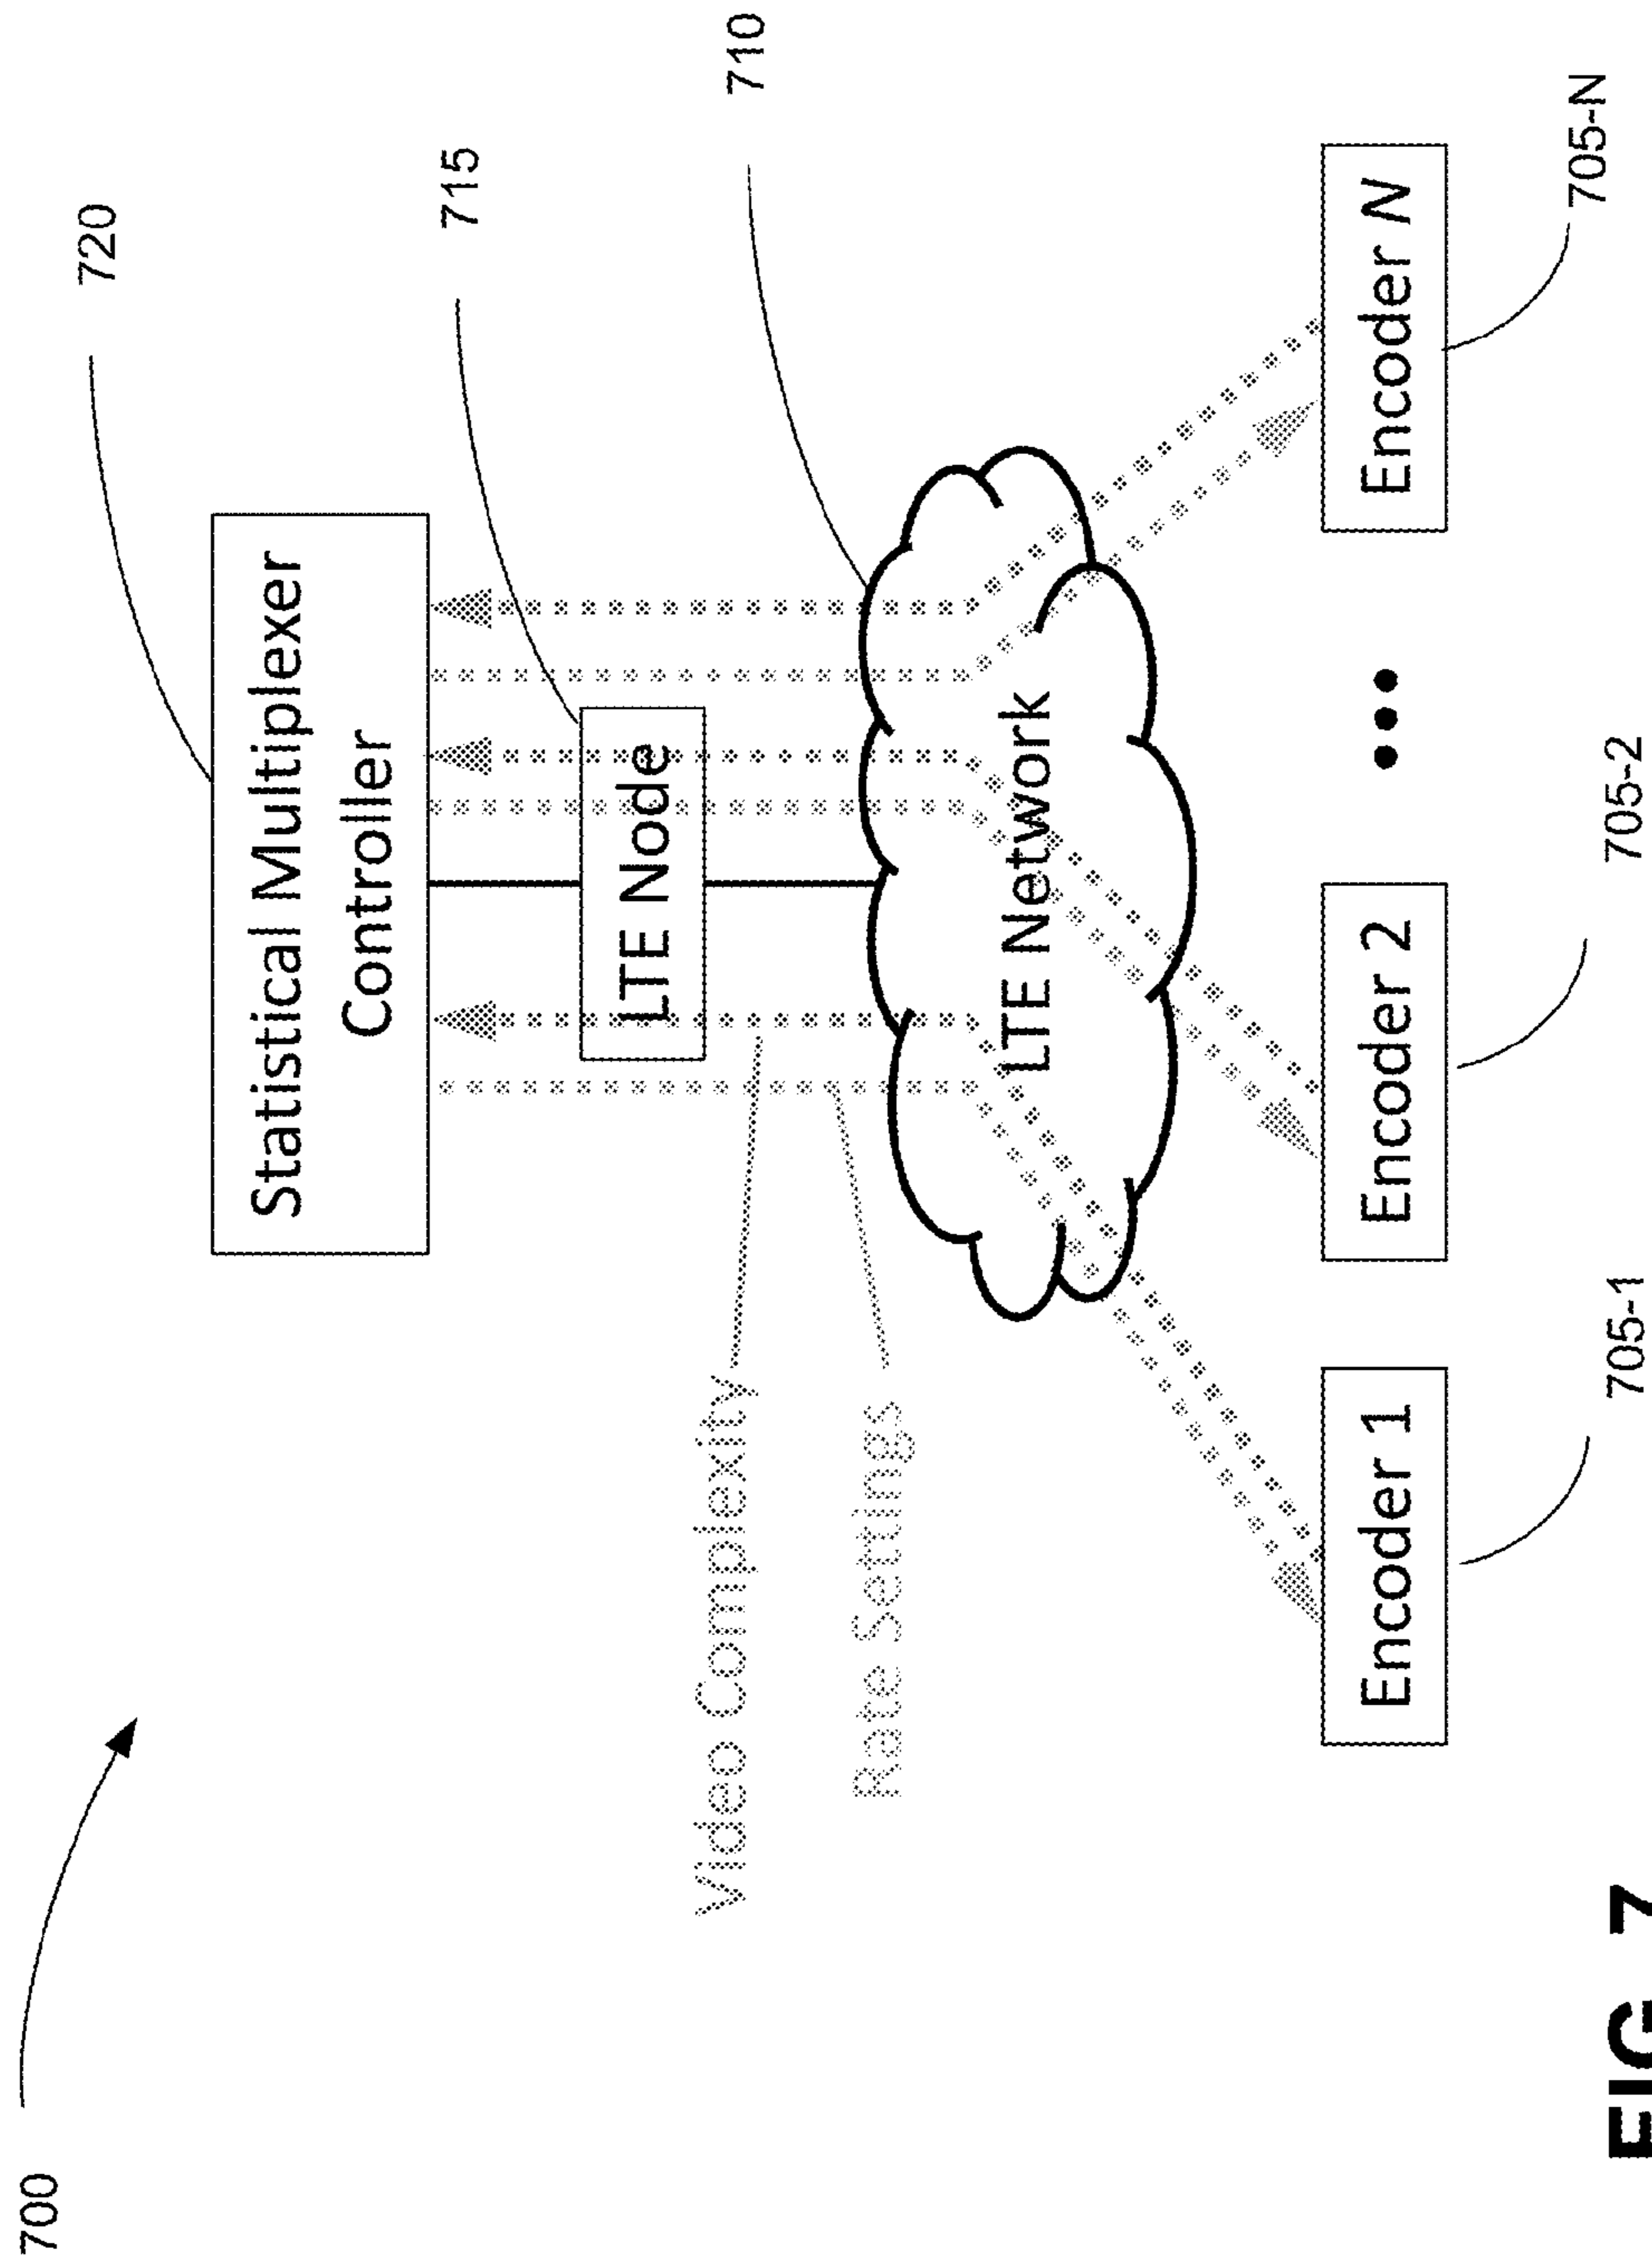 700
720
Statistical Multiplexer
Controller
715
LTE Node
710
Video Complexity
Rate Settings
LTE Network
Encoder 1
Encoder 2
Encoder N
705-1
705-2
705-N
FIG. 7